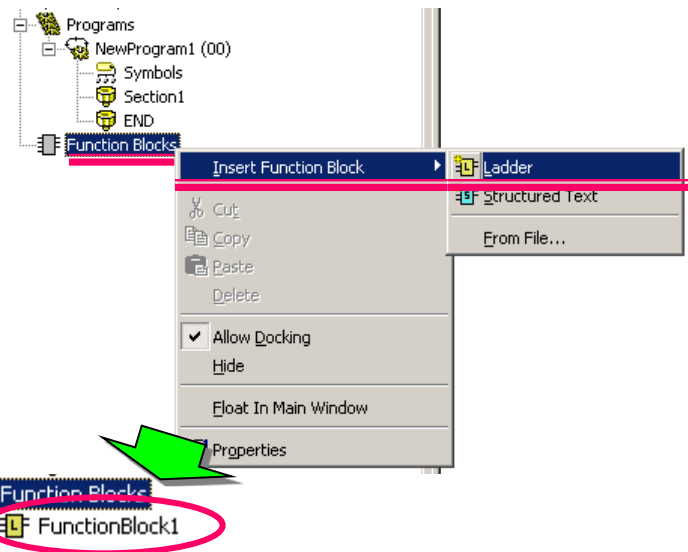 Programs
NewProgram1 (00)
Symbols
Section1
END
Function Blocks
Insert Function Block
Ladder
Structured Text
From File...
Cut
Copy
Paste
Delete
Allow Docking
Hide
Float In Main Window
Properties
Function Blocks
L FunctionBlock1